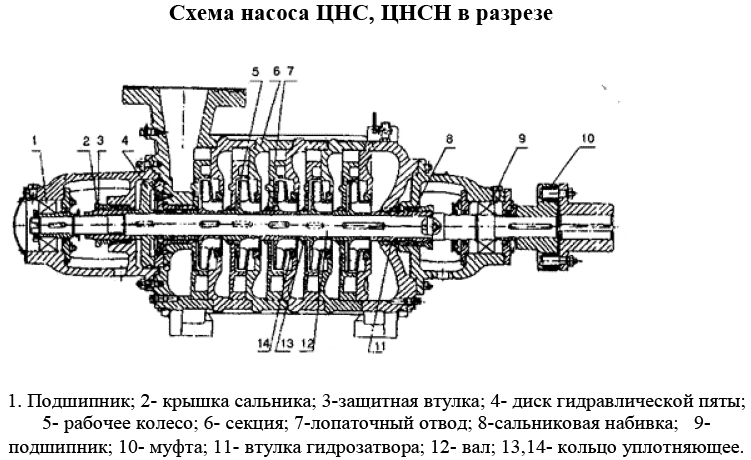 Схема насоса ЦНС, ЦНСН в разрезе
5 6 7
1 2 3 4 8 9 10
14 13 12 11
1. Подшипник; 2- крышка сальника; 3-защитная втулка; 4- диск гидравлической пяты;
5- рабочее колесо; 6- секция; 7-лопаточный отвод; 8-сальниковая набивка; 9-
подшипник; 10- муфта; 11- втулка гидрозатвора; 12- вал; 13,14- кольцо уплотняющее.